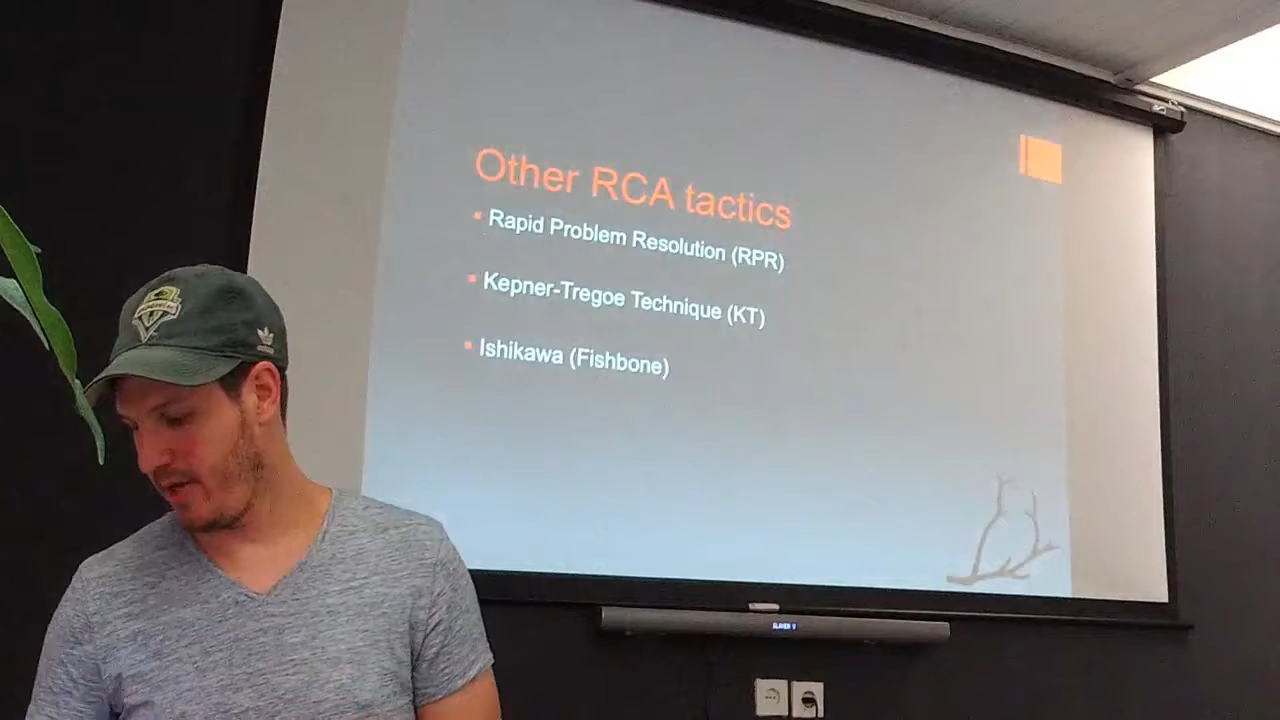 Other RCA tactics
Rapid Problem Resolution (RPR)
Kepner-Tregoe Technique (KT)
Ishikawa (Fishbone)